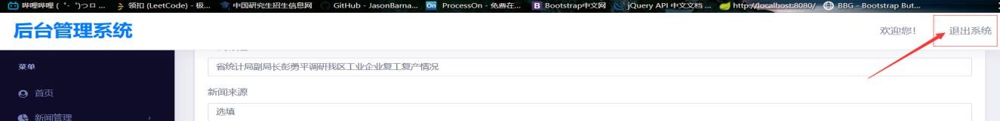 哔哩哔哩 ( ゜- ゜)つロ ...
领扣 (LeetCode) - 极...
中国研究生招生信息网
GitHub - JasonBarna...
On ProcessOn - 免费在...
B Bootstrap中文网
jQuery API 中文文档 ...
http://localhost:8080/
BBG - Bootstrap But...
后台管理系统
欢迎您!
退出系统
菜单
省统计局副局长彭勇平调研我区工业企业复工复产情况
首页
新闻来源
选填
新闻管理